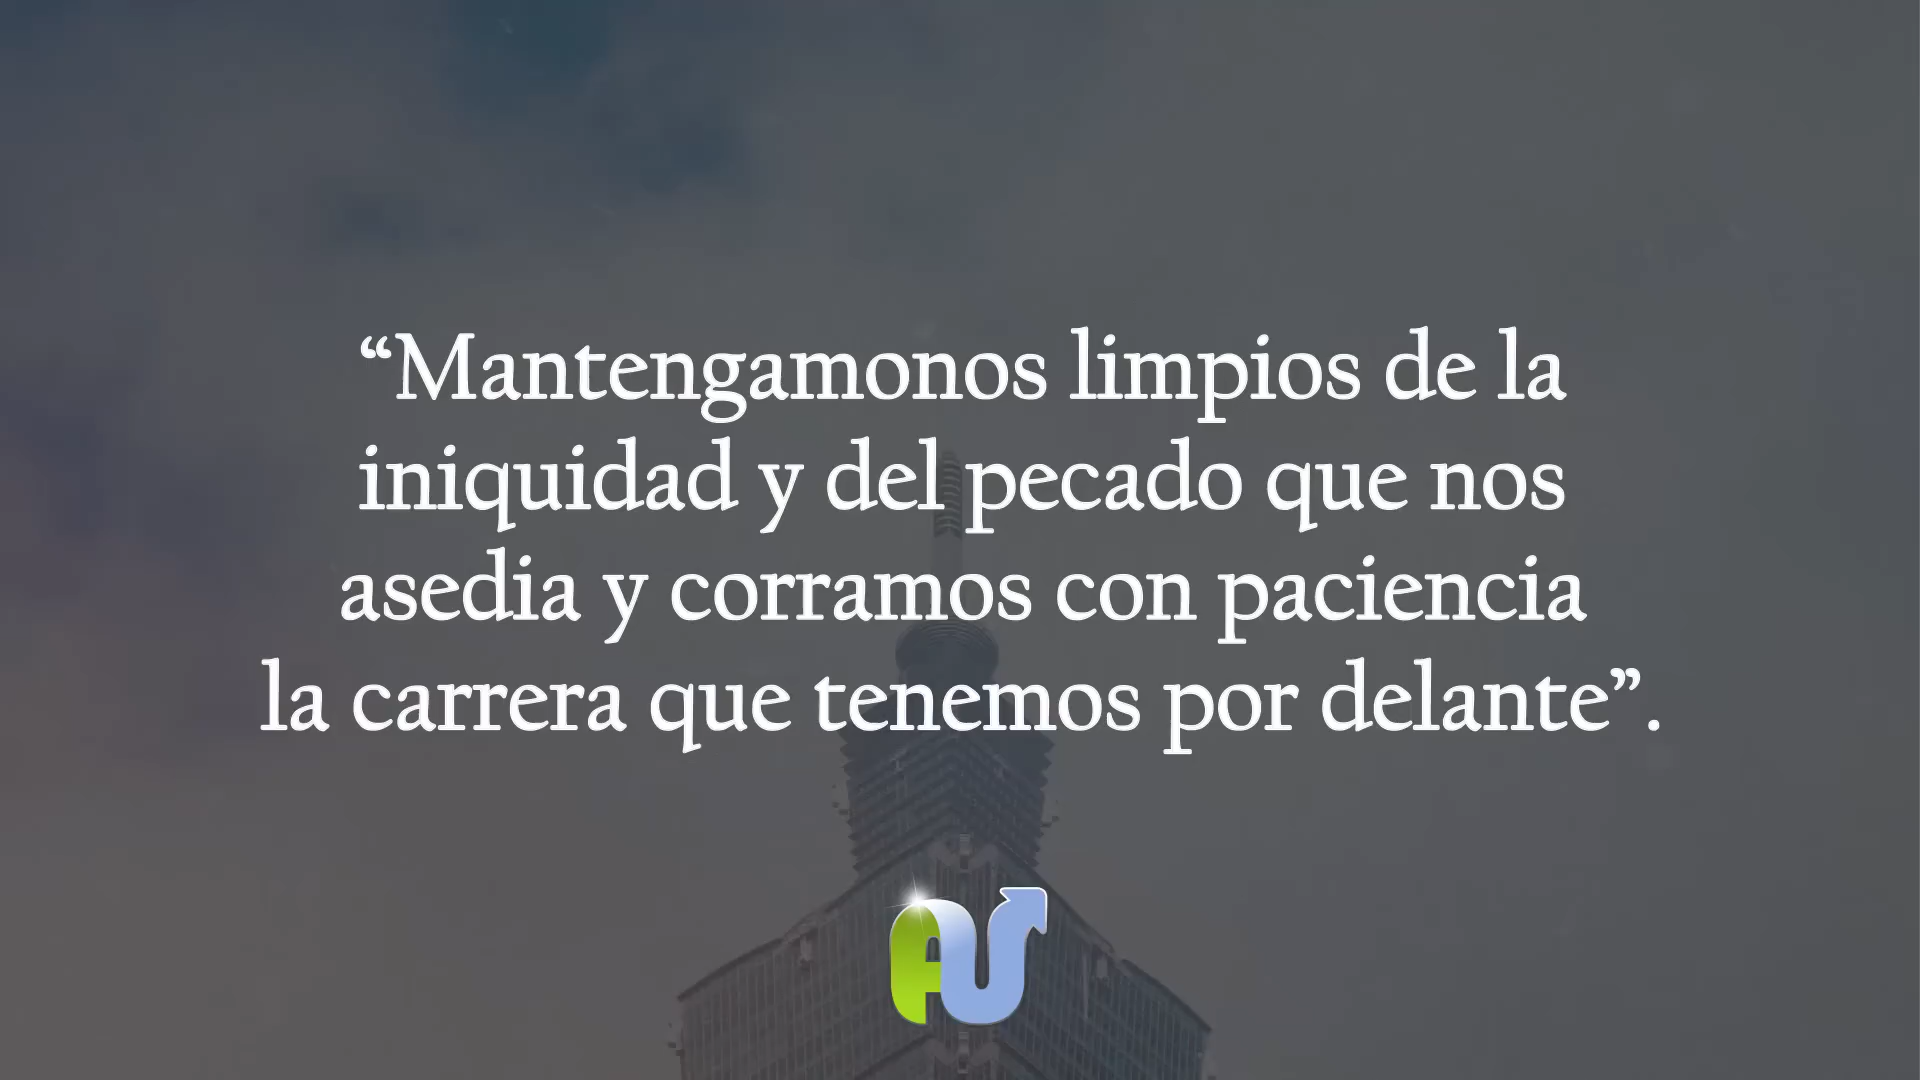 “Mantengamonos limpios de la
iniquidad y del pecado que nos
asedia y corramos con paciencia
la carrera que tenemos por delante”.
AU